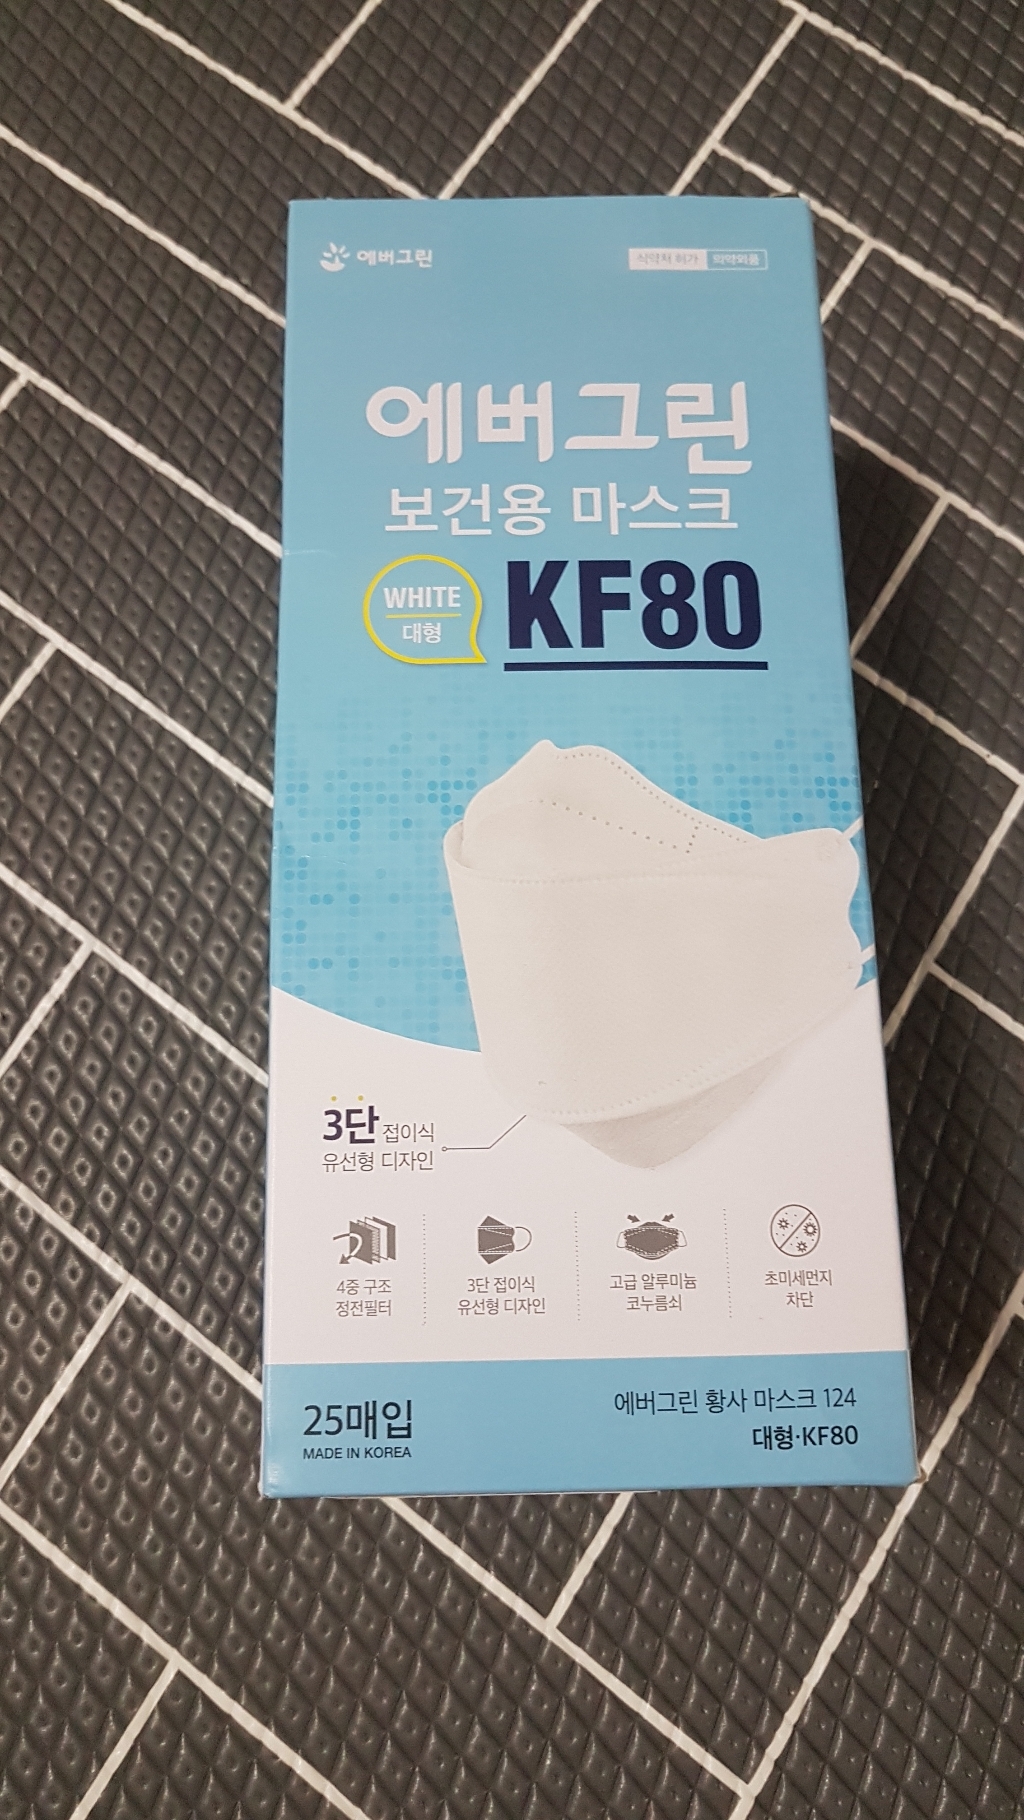 에버그린
식약처 허가 의약외품
에버그린
보건용 마스크
WHITE
대형
KF80
3단 접이식
유선형 디자인
4중 구조
정전필터
3단 접이식
유선형 디자인
고급 알루미늄
코누름쇠
초미세먼지
차단
25매입
MADE IN KOREA
에버그린 황사 마스크 124
대형·KF80